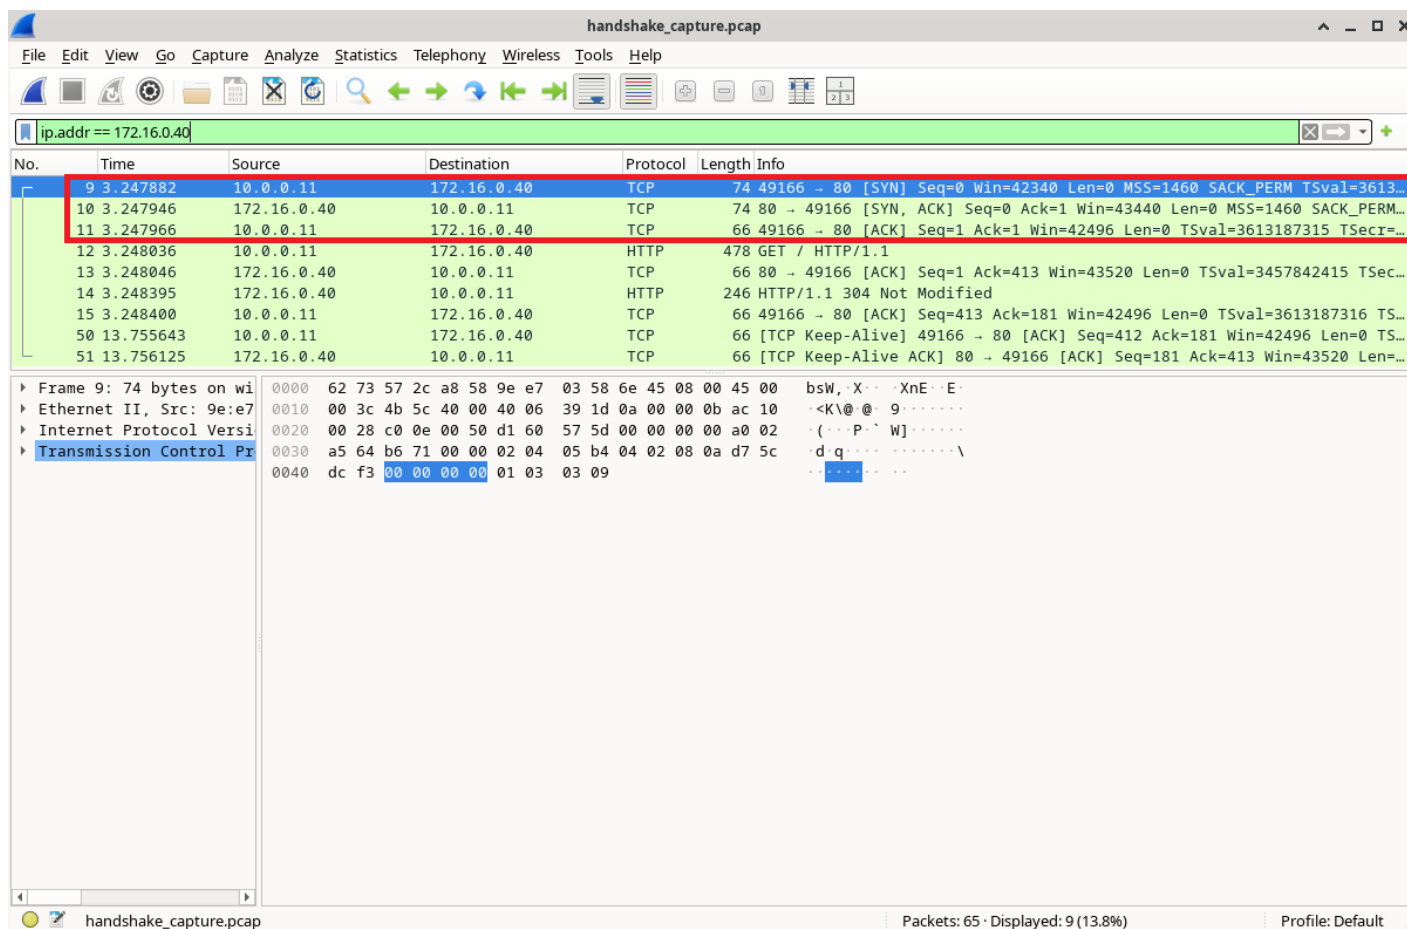 handshake_capture.pcap
File Edit View Go Capture Analyze Statistics Telephony Wireless Tools Help
ip.addr == 172.16.0.40
No. Time Source Destination Protocol Length Info
9 3.247882 10.0.0.11 172.16.0.40 TCP 74 49166 → 80 [SYN] Seq=0 Win=42340 Len=0 MSS=1460 SACK_PERM TSval=3613…
10 3.247946 172.16.0.40 10.0.0.11 TCP 74 80 → 49166 [SYN, ACK] Seq=0 Ack=1 Win=43440 Len=0 MSS=1460 SACK_PERM…
11 3.247966 10.0.0.11 172.16.0.40 TCP 66 49166 → 80 [ACK] Seq=1 Ack=1 Win=42496 Len=0 TSval=3613187315 TSecr=…
12 3.248036 10.0.0.11 172.16.0.40 HTTP 478 GET / HTTP/1.1
13 3.248046 172.16.0.40 10.0.0.11 TCP 66 80 → 49166 [ACK] Seq=1 Ack=413 Win=43520 Len=0 TSval=3457842415 TSec…
14 3.248395 172.16.0.40 10.0.0.11 HTTP 246 HTTP/1.1 304 Not Modified
15 3.248400 10.0.0.11 172.16.0.40 TCP 66 49166 → 80 [ACK] Seq=413 Ack=181 Win=42496 Len=0 TSval=3613187316 TS…
50 13.755643 10.0.0.11 172.16.0.40 TCP 66 [TCP Keep-Alive] 49166 → 80 [ACK] Seq=412 Ack=181 Win=42496 Len=0 TS…
51 13.756125 172.16.0.40 10.0.0.11 TCP 66 [TCP Keep-Alive ACK] 80 → 49166 [ACK] Seq=181 Ack=413 Win=43520 Len=…
Frame 9: 74 bytes on wi
Ethernet II, Src: 9e:e7
Internet Protocol Versi
Transmission Control Pr
0000 62 73 57 2c a8 58 9e e7 03 58 6e 45 08 00 45 00 bsW,·X·· ·XnE··E·
0010 00 3c 4b 5c 40 00 40 06 39 1d 0a 00 00 0b ac 10 ·<K\@·@· 9·······
0020 00 28 c0 0e 00 50 d1 60 57 5d 00 00 00 00 a0 02 ·(···P·` W]······
0030 a5 64 b6 71 00 00 02 04 05 b4 04 02 08 0a d7 5c ·d·q···· ·······\
0040 dc f3 00 00 00 00 01 03 03 09 ········ ··
handshake_capture.pcap
Packets: 65 · Displayed: 9 (13.8%)
Profile: Default